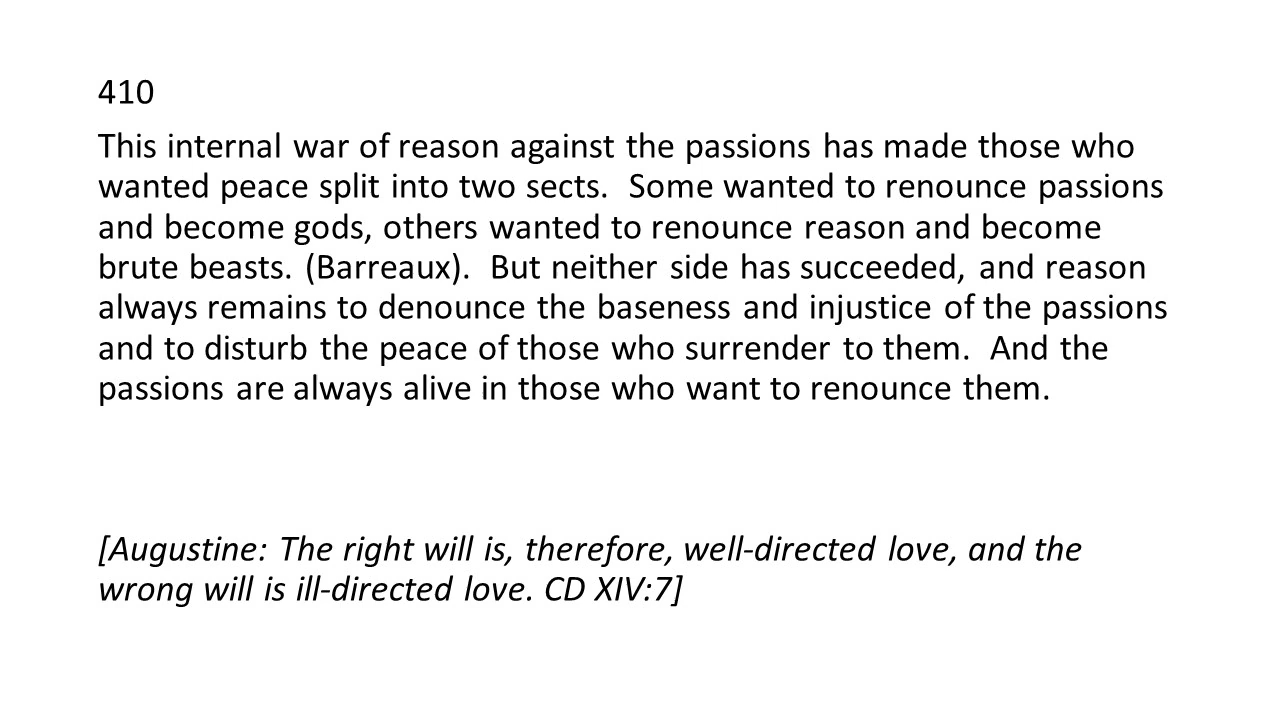 410
This internal war of reason against the passions has made those who
wanted peace split into two sects.  Some wanted to renounce passions
and become gods, others wanted to renounce reason and become
brute beasts. (Barreaux).  But neither side has succeeded, and reason
always remains to denounce the baseness and injustice of the passions
and to disturb the peace of those who surrender to them.  And the
passions are always alive in those who want to renounce them.
[Augustine: The right will is, therefore, well-directed love, and the
wrong will is ill-directed love. CD XIV:7]